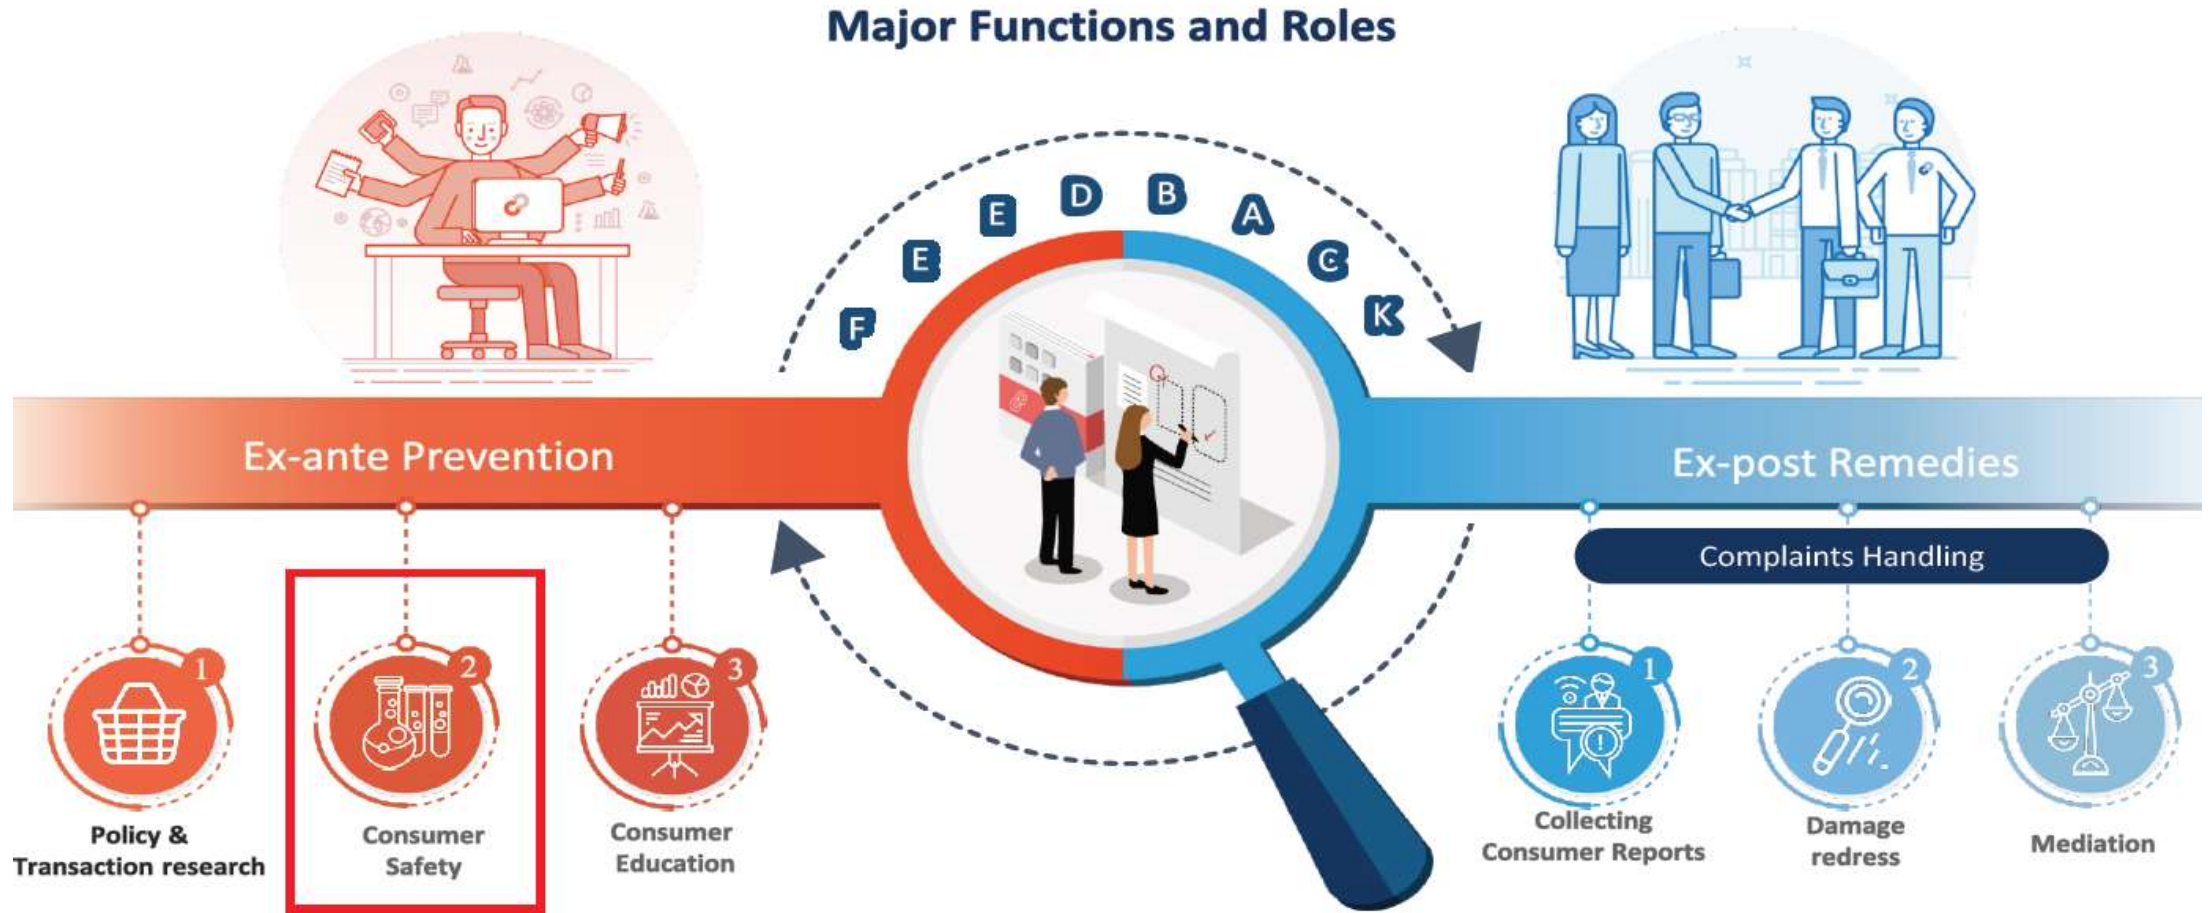 Major Functions and Roles
F E E D B A C K
Ex-ante Prevention
Ex-post Remedies
Complaints Handling
1
2
3
1
2
3
Policy &
Transaction research
Consumer
Safety
Consumer
Education
Collecting
Consumer Reports
Damage
redress
Mediation